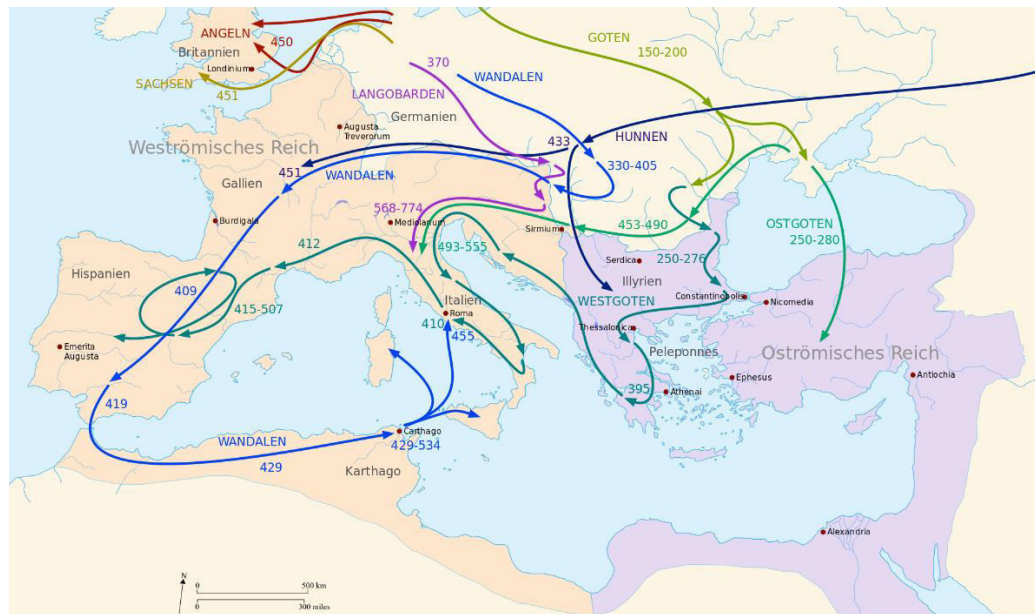 ANGELN
450
Britannien
Londinium
SACHSEN
451
GOTEN
150-200
370
WANDALEN
LANGOBARDEN
Germanien
Augusta
Treverorum
Weströmisches Reich
HUNNEN
433
451
WANDALEN
330-405
Gallien
568-774
Burdigala
Mediolanum
Sirmium
453-490
OSTGOTEN
250-280
412
493-555
250-276
Serdica
Illyrien
Hispanien
409
415-507
WESTGOTEN
Constantinopolis
Nicomedia
Italien
Roma
410
455
Thessalonica
Peleponnes
Oströmisches Reich
Emerita
Augusta
395
Athenai
Ephesus
Antiochia
419
Carthago
429-534
WANDALEN
429
Karthago
Alexandria
N
0
500 km
0
300 miles